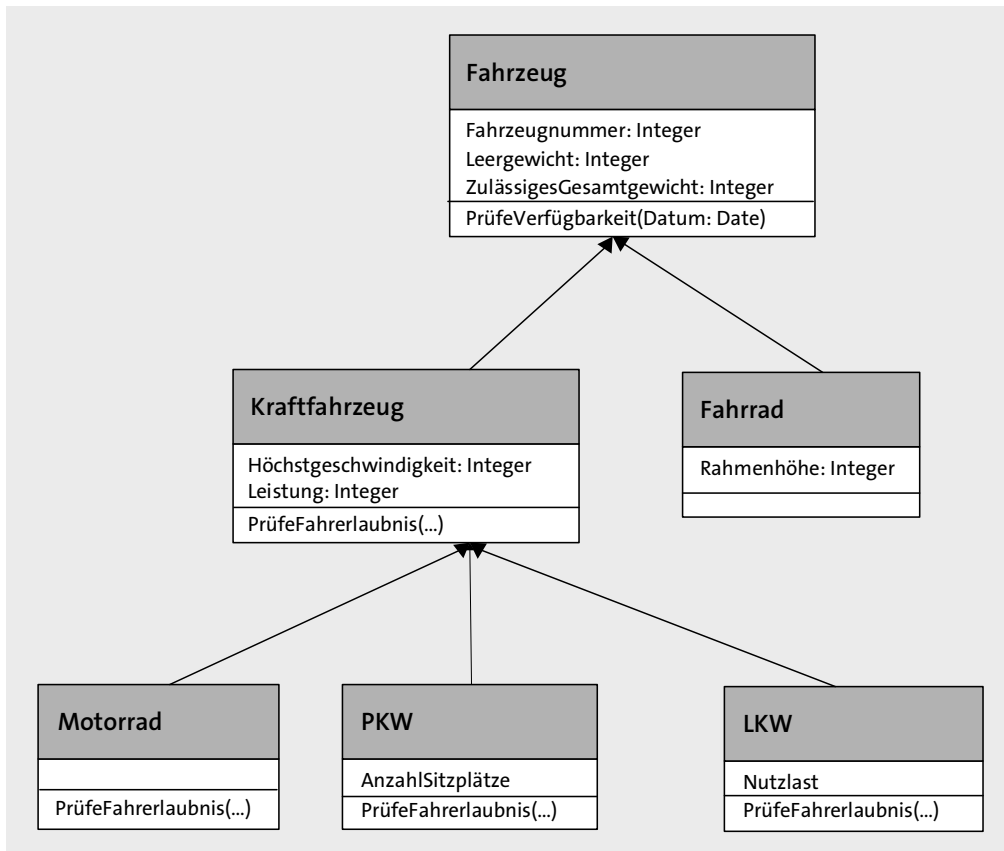 Fahrzeug
Fahrzeugnummer: Integer
Leergewicht: Integer
ZulässigesGesamtgewicht: Integer
PrüfeVerfügbarkeit(Datum: Date)
Kraftfahrzeug
Höchstgeschwindigkeit: Integer
Leistung: Integer
PrüfeFahrerlaubnis(…)
Fahrrad
Rahmenhöhe: Integer
Motorrad
PrüfeFahrerlaubnis(…)
PKW
AnzahlSitzplätze
PrüfeFahrerlaubnis(…)
LKW
Nutzlast
PrüfeFahrerlaubnis(…)